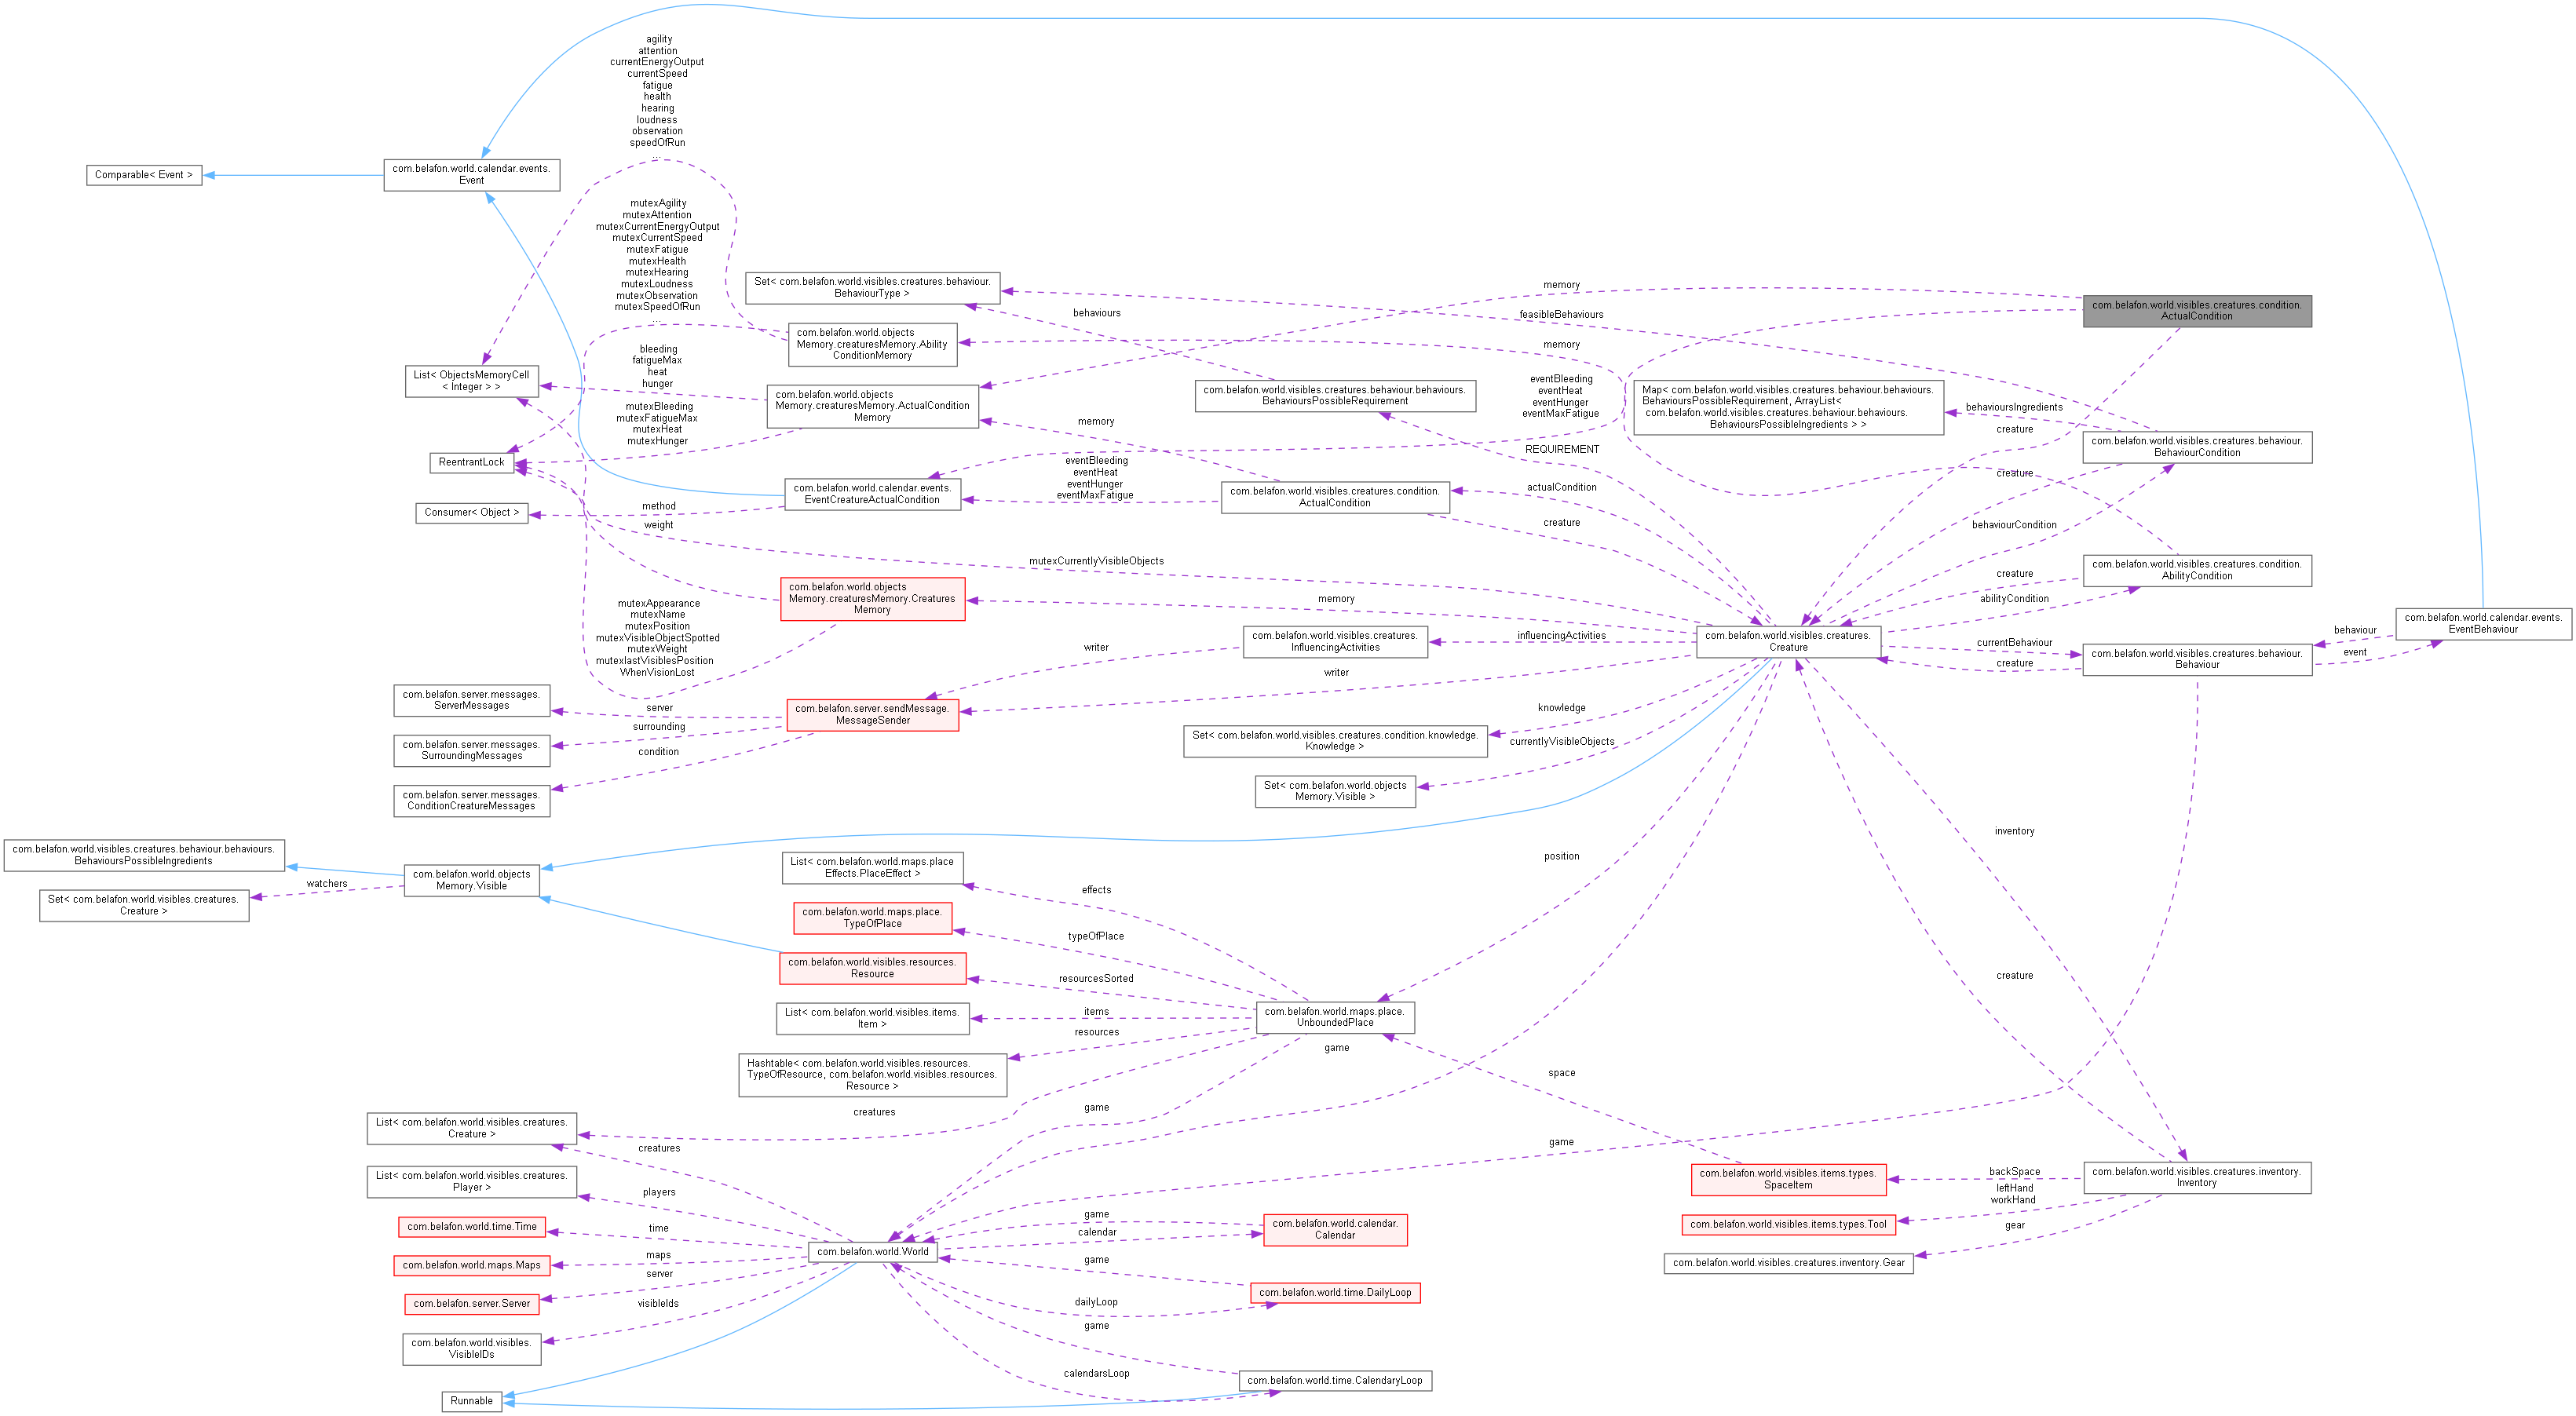 agility
attention
currentEnergyOutput
currentSpeed
fatigue
health
hearing
loudness
observation
speedOfRun
...
Comparable< Event >
com.belafon.world.calendar.events.
Event
mutexAgility
mutexAttention
mutexCurrentEnergyOutput
mutexCurrentSpeed
mutexFatigue
mutexHealth
mutexHearing
mutexLoudness
mutexObservation
mutexSpeedOfRun
...
Set< com.belafon.world.visibles.creatures.behaviour.
BehaviourType >
com.belafon.world.objects
Memory.creaturesMemory.Ability
ConditionMemory
behaviours
memory
feasibleBehaviours
com.belafon.world.visibles.creatures.condition.
ActualCondition
List< ObjectsMemoryCell
< Integer > >
bleeding
fatigueMax
heat
hunger
com.belafon.world.objects
Memory.creaturesMemory.ActualCondition
Memory
com.belafon.world.visibles.creatures.behaviour.behaviours.
BehavioursPossibleRequirement
memory
eventBleeding
eventHeat
eventHunger
eventMaxFatigue
Map< com.belafon.world.visibles.creatures.behaviour.behaviours.
BehavioursPossibleRequirement, ArrayList<
com.belafon.world.visibles.creatures.behaviour.behaviours.
BehavioursPossibleIngredients > >
behavioursIngredients
creature
com.belafon.world.visibles.creatures.behaviour.
BehaviourCondition
mutexBleeding
mutexFatigueMax
mutexHeat
mutexHunger
memory
REQUIREMENT
ReentrantLock
com.belafon.world.calendar.events.
EventCreatureActualCondition
eventBleeding
eventHeat
eventHunger
eventMaxFatigue
com.belafon.world.visibles.creatures.condition.
ActualCondition
actualCondition
creature
Consumer< Object >
method
weight
creature
behaviourCondition
mutexCurrentlyVisibleObjects
com.belafon.world.visibles.creatures.condition.
AbilityCondition
creature
abilityCondition
com.belafon.world.objects
Memory.creaturesMemory.Creatures
Memory
memory
mutexAppearance
mutexName
mutexPosition
mutexVisibleObjectSpotted
mutexWeight
mutexlastVisiblesPosition
WhenVisionLost
com.belafon.world.visibles.creatures.
InfluencingActivities
influencingActivities
com.belafon.world.visibles.creatures.
Creature
currentBehaviour
creature
com.belafon.world.visibles.creatures.behaviour.
Behaviour
behaviour
event
com.belafon.world.calendar.events.
EventBehaviour
writer
writer
com.belafon.server.messages.
ServerMessages
server
com.belafon.server.sendMessage.
MessageSender
surrounding
com.belafon.server.messages.
SurroundingMessages
condition
com.belafon.server.messages.
ConditionCreatureMessages
knowledge
Set< com.belafon.world.visibles.creatures.condition.knowledge.
Knowledge >
currentlyVisibleObjects
Set< com.belafon.world.objects
Memory.Visible >
com.belafon.world.visibles.creatures.behaviour.behaviours.
BehavioursPossibleIngredients
com.belafon.world.objects
Memory.Visible
watchers
Set< com.belafon.world.visibles.creatures.
Creature >
inventory
position
List< com.belafon.world.maps.place
Effects.PlaceEffect >
effects
com.belafon.world.maps.place.
TypeOfPlace
typeOfPlace
com.belafon.world.visibles.resources.
Resource
resourcesSorted
creature
List< com.belafon.world.visibles.items.
Item >
items
com.belafon.world.maps.place.
UnboundedPlace
resources
Hashtable< com.belafon.world.visibles.resources.
TypeOfResource, com.belafon.world.visibles.resources.
Resource >
game
space
creatures
game
List< com.belafon.world.visibles.creatures.
Creature >
creatures
game
List< com.belafon.world.visibles.creatures.
Player >
players
com.belafon.world.visibles.items.types.
SpaceItem
backSpace
leftHand
workHand
com.belafon.world.visibles.creatures.inventory.
Inventory
com.belafon.world.time.Time
time
game
calendar
com.belafon.world.calendar.
Calendar
com.belafon.world.visibles.items.types.Tool
gear
com.belafon.world.World
com.belafon.world.maps.Maps
maps
com.belafon.world.visibles.creatures.inventory.Gear
server
game
com.belafon.server.Server
visibleIds
dailyLoop
com.belafon.world.time.DailyLoop
game
com.belafon.world.visibles.
VisibleIDs
calendarsLoop
com.belafon.world.time.CalendaryLoop
Runnable